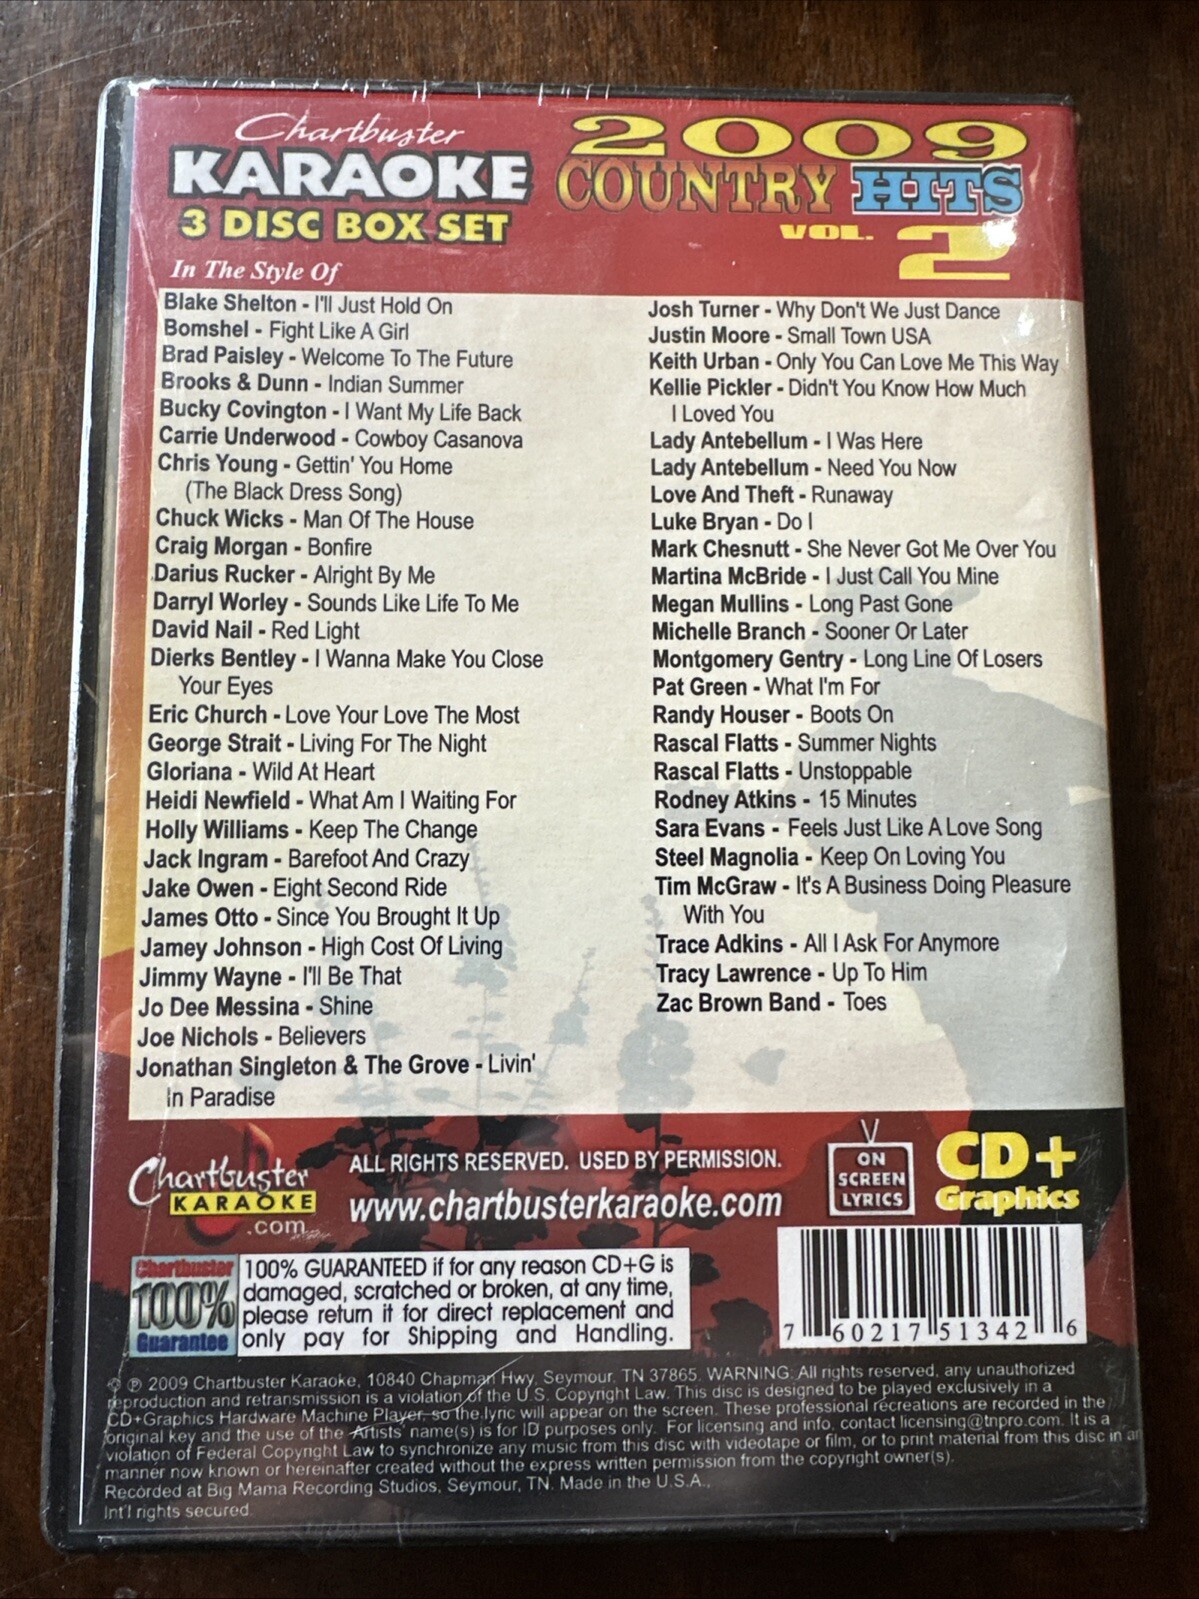 Chartbuster
KARAOKE
3 DISC BOX SET
2009
COUNTRY HITS
VOL. 2
In The Style Of
Blake Shelton - I'll Just Hold On
Bomshel - Fight Like A Girl
Brad Paisley - Welcome To The Future
Brooks & Dunn - Indian Summer
Bucky Covington - I Want My Life Back
Carrie Underwood - Cowboy Casanova
Chris Young - Gettin' You Home
(The Black Dress Song)
Chuck Wicks - Man Of The House
Craig Morgan - Bonfire
Darius Rucker - Alright By Me
Darryl Worley - Sounds Like Life To Me
David Nail - Red Light
Dierks Bentley - I Wanna Make You Close
Your Eyes
Eric Church - Love Your Love The Most
George Strait - Living For The Night
Gloriana - Wild At Heart
Heidi Newfield - What Am I Waiting For
Holly Williams - Keep The Change
Jack Ingram - Barefoot And Crazy
Jake Owen - Eight Second Ride
James Otto - Since You Brought It Up
Jamey Johnson - High Cost Of Living
Jimmy Wayne - I'll Be That
Jo Dee Messina - Shine
Joe Nichols - Believers
Jonathan Singleton & The Grove - Livin'
In Paradise
Josh Turner - Why Don't We Just Dance
Justin Moore - Small Town USA
Keith Urban - Only You Can Love Me This Way
Kellie Pickler - Didn't You Know How Much
I Loved You
Lady Antebellum - I Was Here
Lady Antebellum - Need You Now
Love And Theft - Runaway
Luke Bryan - Do I
Mark Chesnutt - She Never Got Me Over You
Martina McBride - I Just Call You Mine
Megan Mullins - Long Past Gone
Michelle Branch - Sooner Or Later
Montgomery Gentry - Long Line Of Losers
Pat Green - What I'm For
Randy Houser - Boots On
Rascal Flatts - Summer Nights
Rascal Flatts - Unstoppable
Rodney Atkins - 15 Minutes
Sara Evans - Feels Just Like A Love Song
Steel Magnolia - Keep On Loving You
Tim McGraw - It's A Business Doing Pleasure
With You
Trace Adkins - All I Ask For Anymore
Tracy Lawrence - Up To Him
Zac Brown Band - Toes
Chartbuster
KARAOKE
.com
ALL RIGHTS RESERVED. USED BY PERMISSION.
www.chartbusterkaraoke.com
ON
SCREEN
LYRICS
CD+
Graphics
Chartbuster
100%
Guarantee
100% GUARANTEED if for any reason CD+G is
damaged, scratched or broken, at any time,
please return it for direct replacement and
only pay for Shipping and Handling.
7 60217 51342 6
© ℗ 2009 Chartbuster Karaoke, 10840 Chapman Hwy, Seymour, TN 37865. WARNING: All rights reserved, any unauthorized
reproduction and retransmission is a violation of the U.S. Copyright Law. This disc is designed to be played exclusively in a
CD+Graphics Hardware Machine Player, so the lyric will appear on the screen. These professional recreations are recorded in the
original key and the use of the Artists' name(s) is for ID purposes only. For licensing and info, contact licensing@tnpro.com. It is a
violation of Federal Copyright Law to synchronize any music from this disc with videotape or film, or to print material from this disc in an
manner now known or hereinafter created without the express written permission from the copyright owner(s).
Recorded at Big Mama Recording Studios, Seymour, TN. Made in the U.S.A.,
Int'l rights secured.